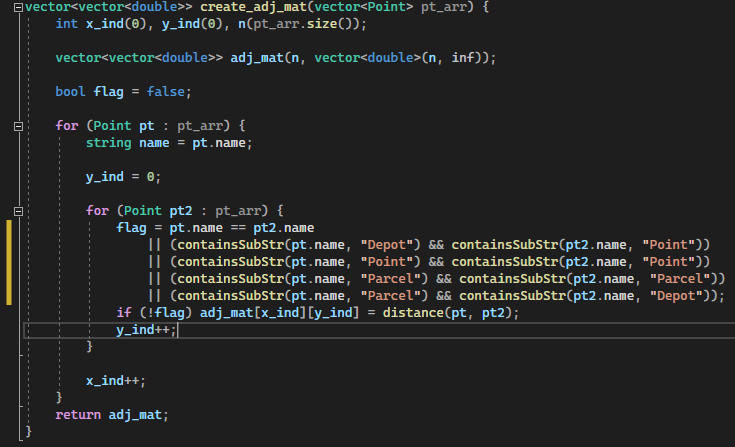 vector<vector<double>> create_adj_mat(vector<Point> pt_arr) {
    int x_ind(0), y_ind(0), n(pt_arr.size());
    vector<vector<double>> adj_mat(n, vector<double>(n, inf));
    bool flag = false;
    for (Point pt : pt_arr) {
        string name = pt.name;
        y_ind = 0;
        for (Point pt2 : pt_arr) {
            flag = pt.name == pt2.name
                || (containsSubStr(pt.name, "Depot") && containsSubStr(pt2.name, "Point"))
                || (containsSubStr(pt.name, "Point") && containsSubStr(pt2.name, "Point"))
                || (containsSubStr(pt.name, "Parcel") && containsSubStr(pt2.name, "Parcel"))
                || (containsSubStr(pt.name, "Parcel") && containsSubStr(pt2.name, "Depot"));
            if (!flag) adj_mat[x_ind][y_ind] = distance(pt, pt2);
            y_ind++;
        }
        x_ind++;
    }
    return adj_mat;
}